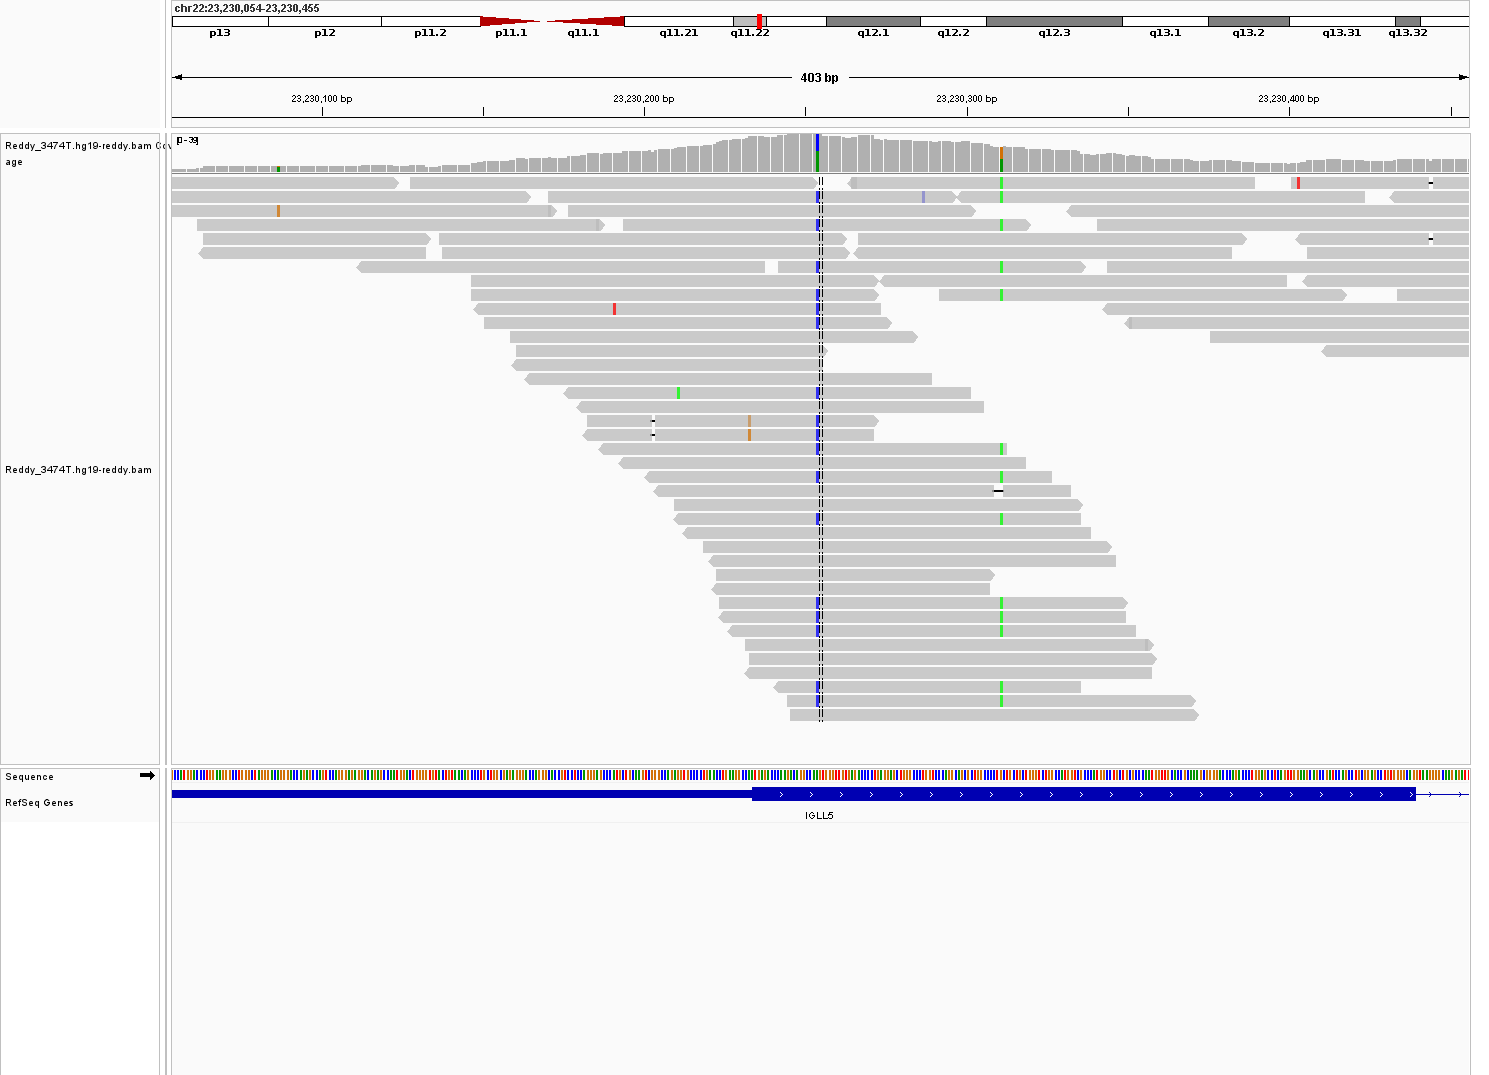 chr22:23,230,054-23,230,455
p13 p12 p11.2 p11.1 q11.1 q11.21 q11.22 q12.1 q12.2 q12.3 q13.1 q13.2 q13.31 q13.32
403 bp
23,230,100 bp 23,230,200 bp 23,230,300 bp 23,230,400 bp
[0-39]
Reddy_3474T.hg19-reddy.bam Cov
age
Reddy_3474T.hg19-reddy.bam
Sequence
RefSeq Genes
IGLL5